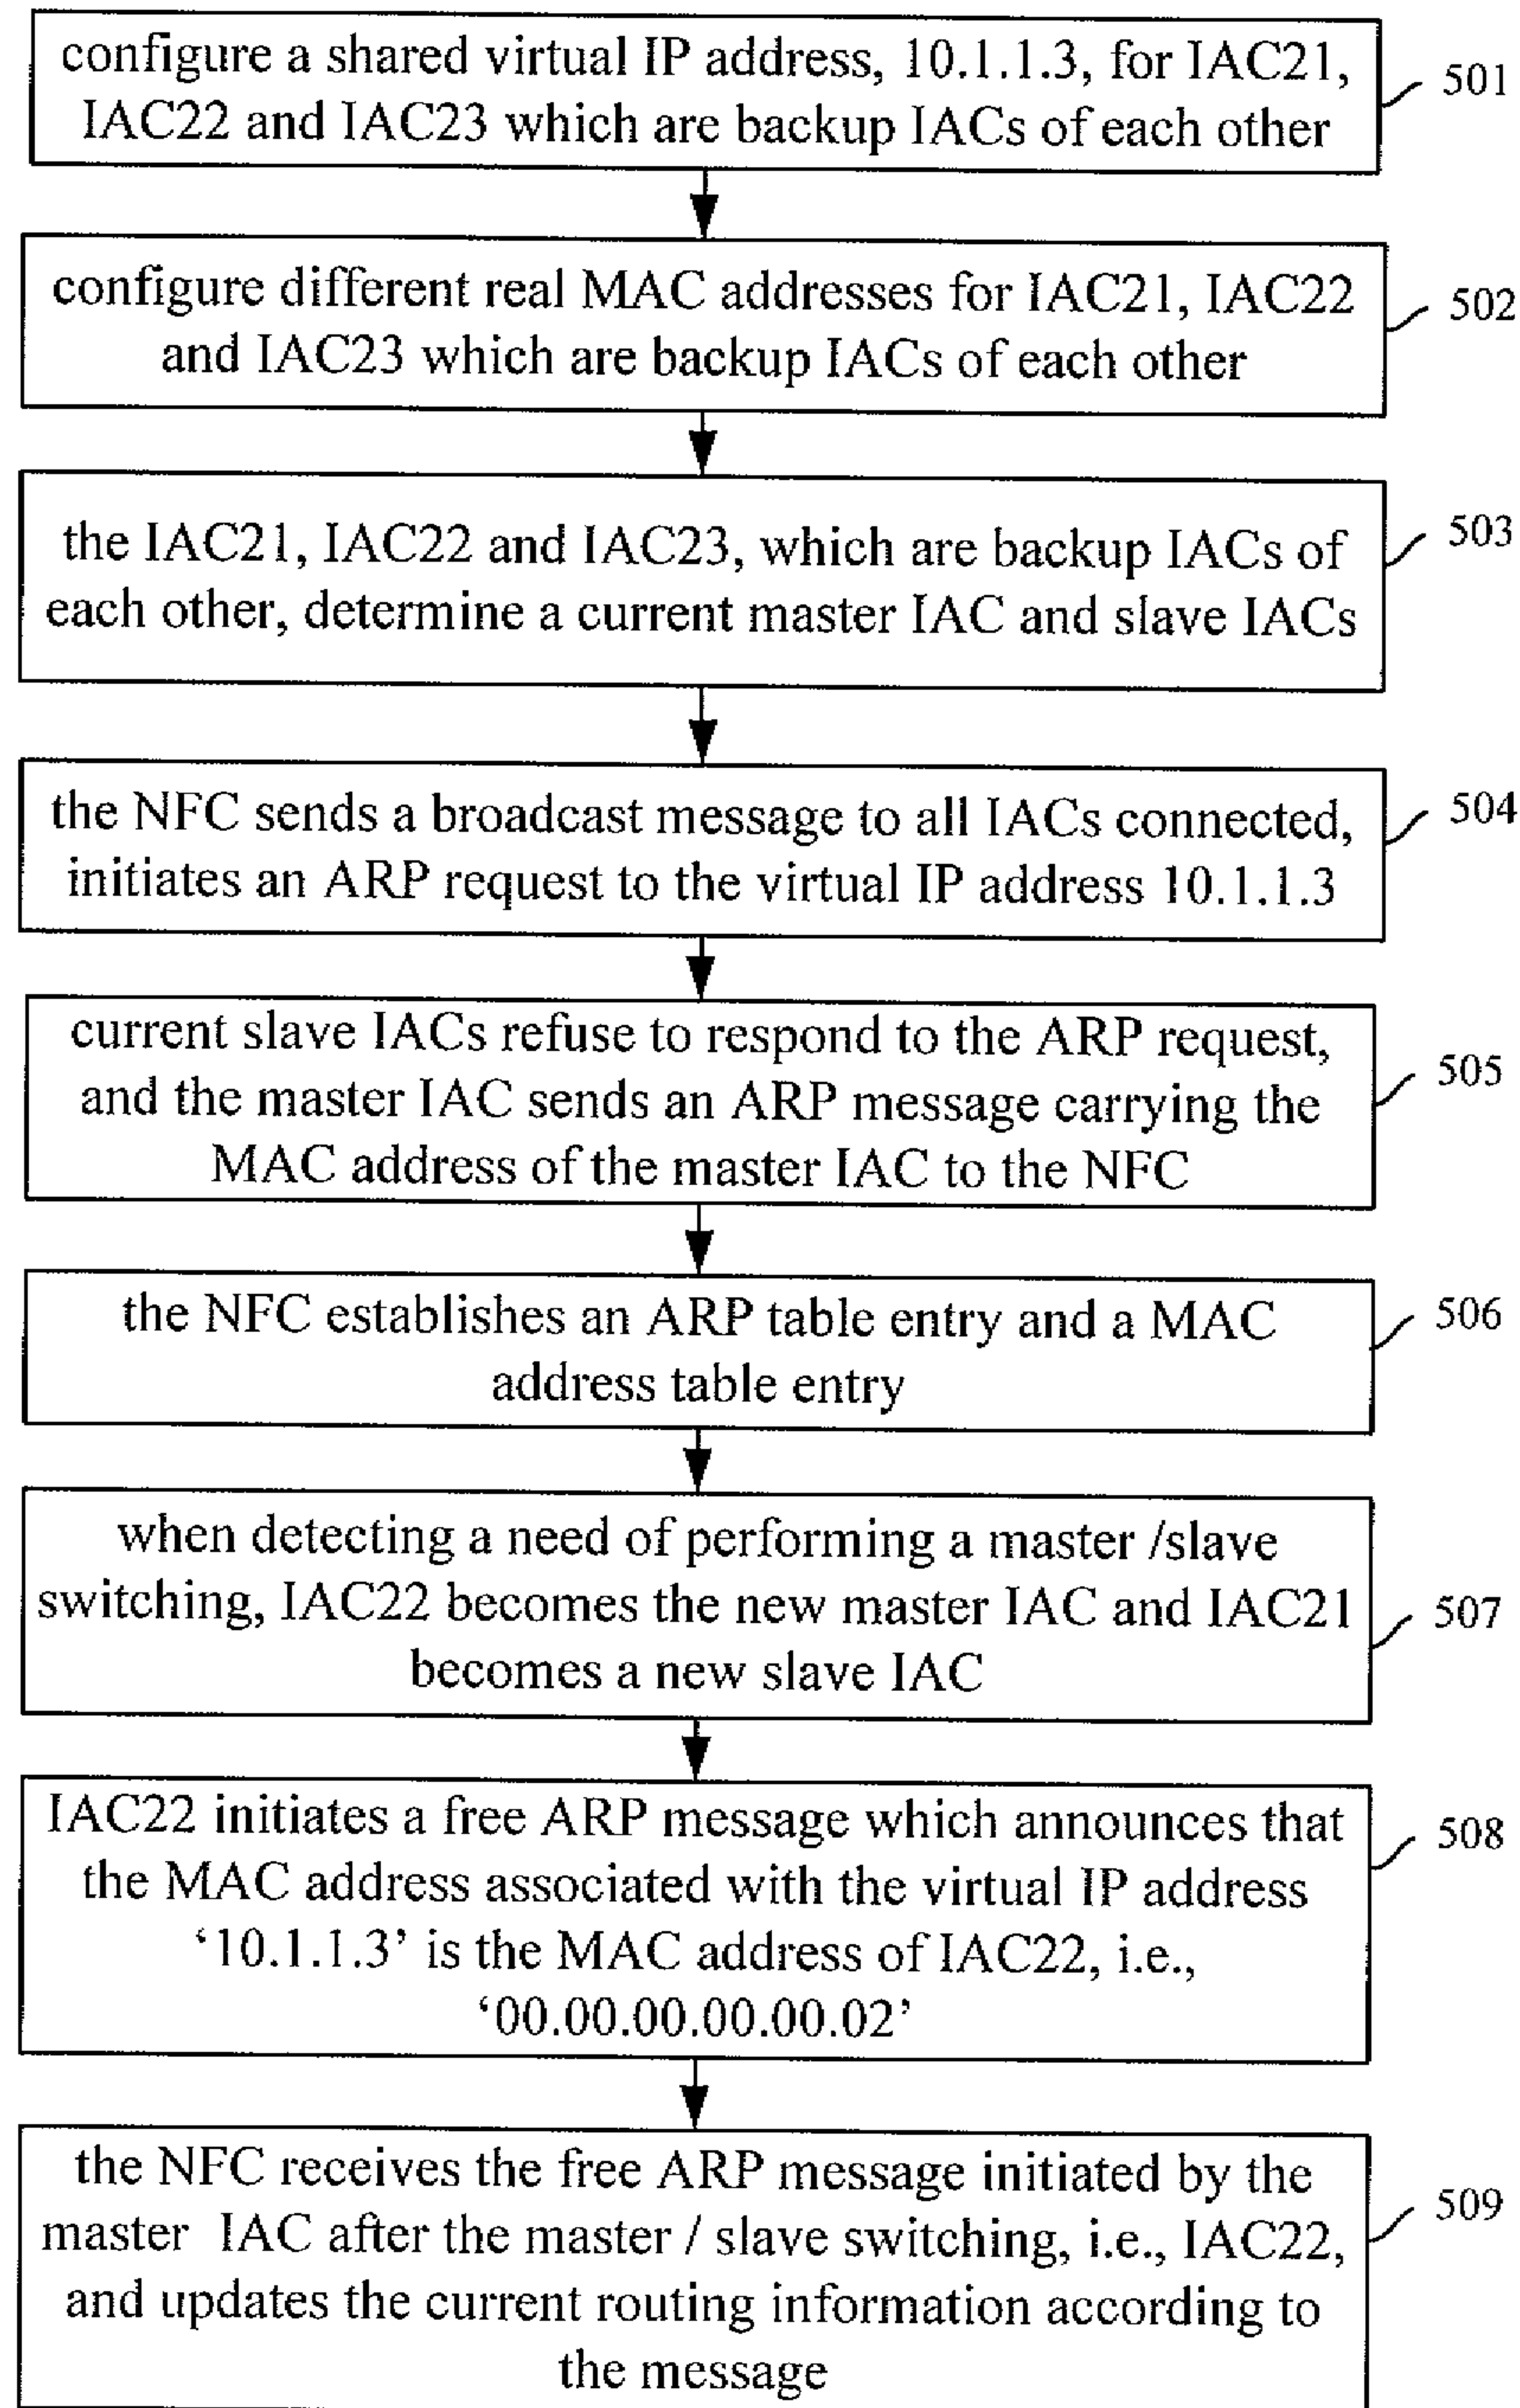 configure a shared virtual IP address, 10.1.1.3, for IAC21,
IAC22 and IAC23 which are backup IACs of each other
501
configure different real MAC addresses for IAC21, IAC22
and IAC23 which are backup IACs of each other
502
the IAC21, IAC22 and IAC23, which are backup IACs of
each other, determine a current master IAC and slave IACs
503
the NFC sends a broadcast message to all IACs connected,
initiates an ARP request to the virtual IP address 10.1.1.3
504
current slave IACs refuse to respond to the ARP request,
and the master IAC sends an ARP message carrying the
MAC address of the master IAC to the NFC
505
the NFC establishes an ARP table entry and a MAC
address table entry
506
when detecting a need of performing a master /slave
switching, IAC22 becomes the new master IAC and IAC21
becomes a new slave IAC
507
IAC22 initiates a free ARP message which announces that
the MAC address associated with the virtual IP address
‘10.1.1.3’ is the MAC address of IAC22, i.e.,
‘00.00.00.00.00.02’
508
the NFC receives the free ARP message initiated by the
master IAC after the master / slave switching, i.e., IAC22,
and updates the current routing information according to
the message
509